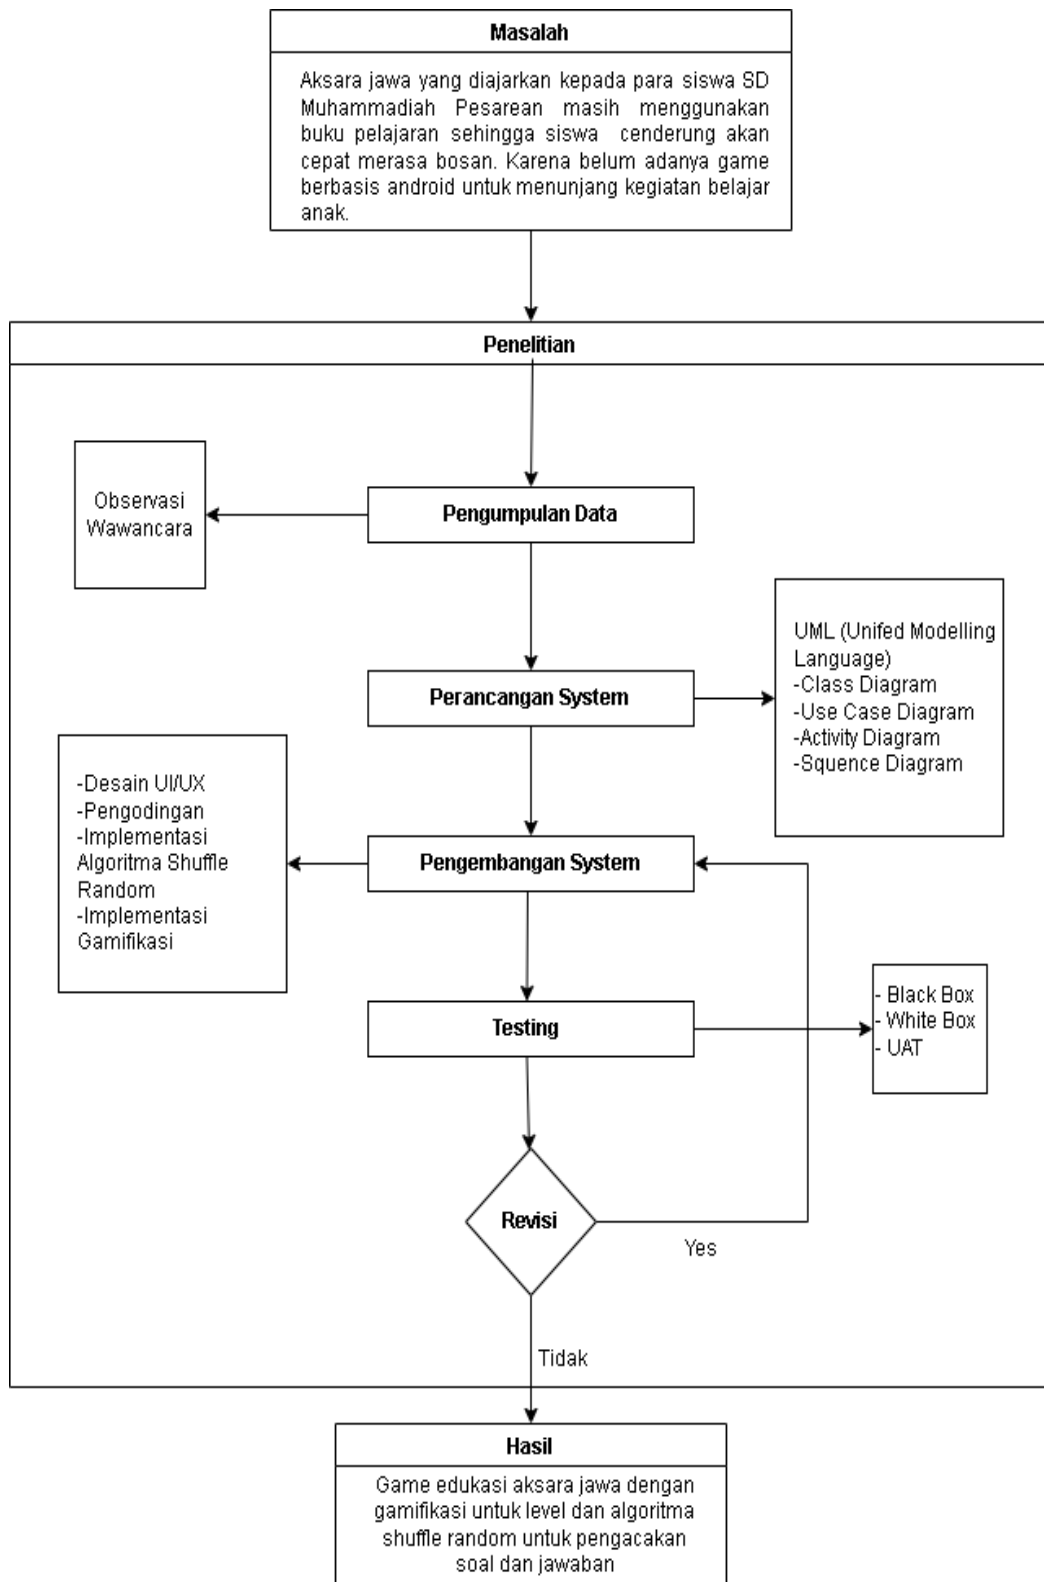 Masalah
Aksara jawa yang diajarkan kepada para siswa SD
Muhammadiah Pesarean masih menggunakan
buku pelajaran sehingga siswa cenderung akan
cepat merasa bosan. Karena belum adanya game
berbasis android untuk menunjang kegiatan belajar
anak.
Penelitian
Observasi
Wawancara
Pengumpulan Data
UML (Unifed Modelling
Language)
-Class Diagram
-Use Case Diagram
-Activity Diagram
-Squence Diagram
Perancangan System
-Desain UI/UX
-Pengodingan
-Implementasi
Algoritma Shuffle
Random
-Implementasi
Gamifikasi
Pengembangan System
- Black Box
- White Box
- UAT
Testing
Revisi
Yes
Tidak
Hasil
Game edukasi aksara jawa dengan
gamifikasi untuk level dan algoritma
shuffle random untuk pengacakan
soal dan jawaban